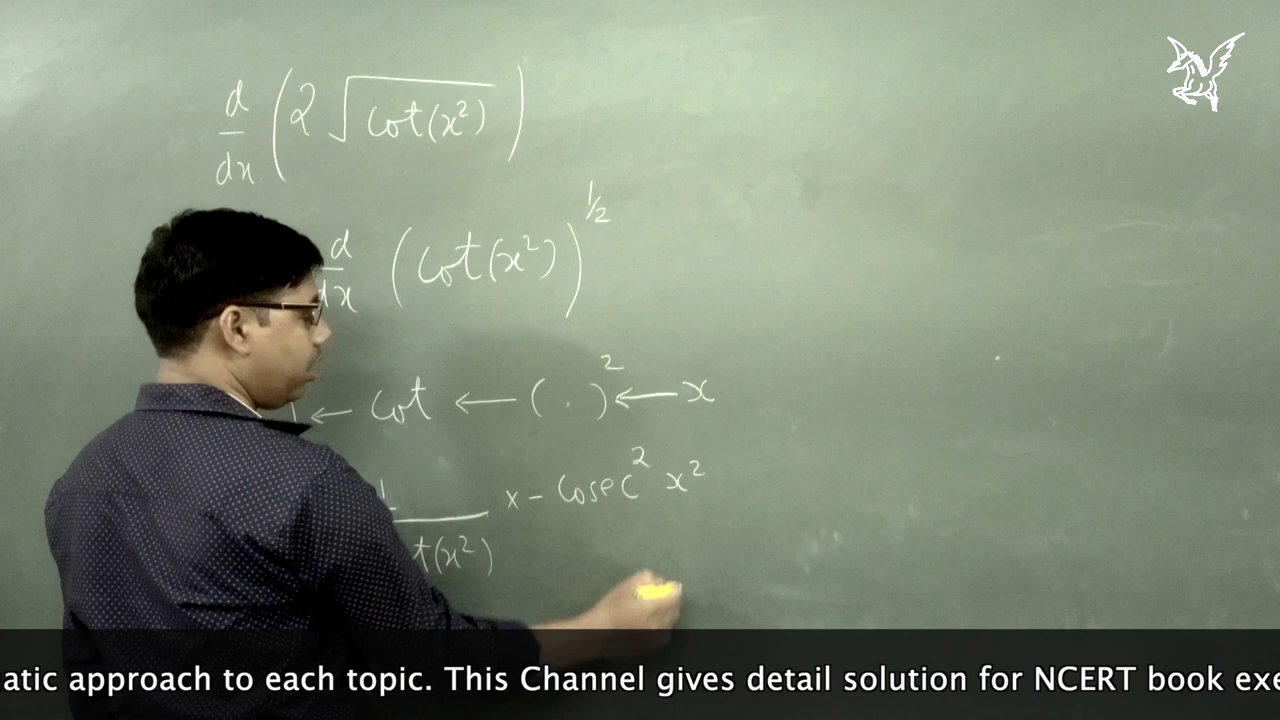 d/dx (2 √cot(x²))
d/dx (cot(x²))^½
← cot ← ( . )² ← x
t(x²) x - cosec² x²
atic approach to each topic. This Channel gives detail solution for NCERT book exe